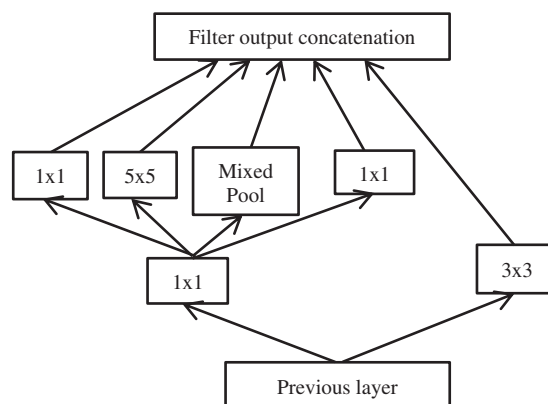 Filter output concatenation
1x1
5x5
Mixed
Pool
1x1
1x1
3x3
Previous layer